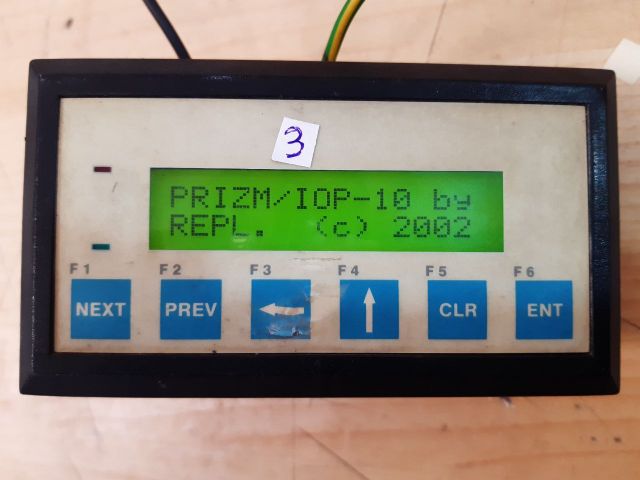 3
PRIZM/IOP-10 by
REPL. (c) 2002
F1 F2 F3 F4 F5 F6
NEXT PREV CLR ENT